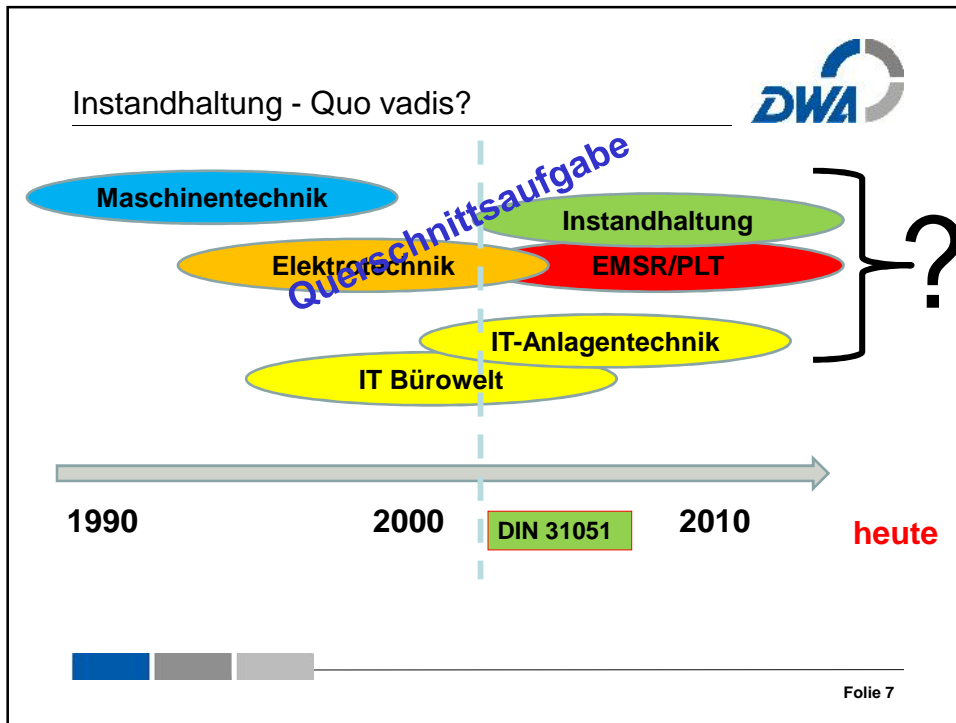 Instandhaltung - Quo vadis?
DWA
Maschinentechnik
Querschnittsaufgabe
Instandhaltung
Elektrotechnik
EMSR/PLT
?
IT-Anlagentechnik
IT Bürowelt
1990
2000
DIN 31051
2010
heute
Folie 7